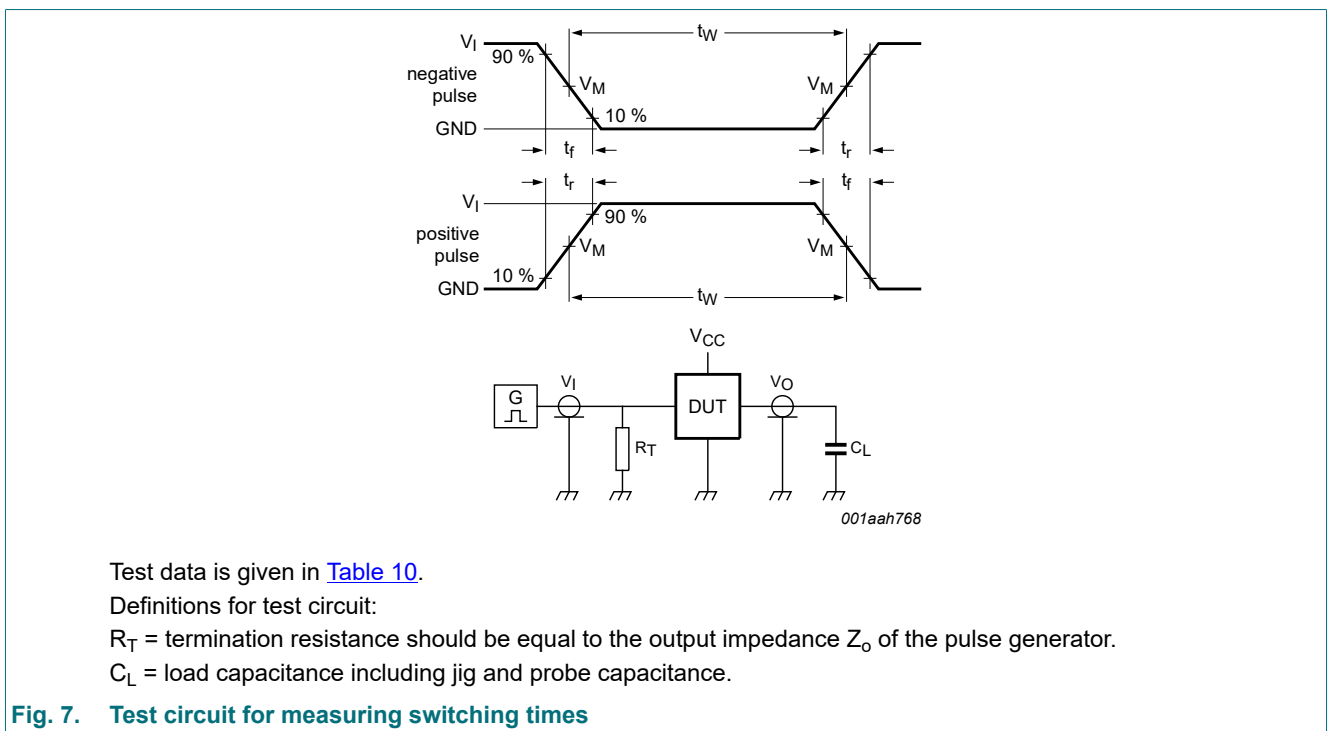 V_I
90 %
t_W
negative
pulse
V_M
V_M
10 %
GND
t_f
t_r
t_r
t_f
V_I
90 %
positive
pulse
V_M
V_M
10 %
GND
t_W
V_CC
G
V_I
DUT
V_O
R_T
C_L
001aah768
Test data is given in Table 10.
Definitions for test circuit:
R_T = termination resistance should be equal to the output impedance Z_o of the pulse generator.
C_L = load capacitance including jig and probe capacitance.
Fig. 7. Test circuit for measuring switching times